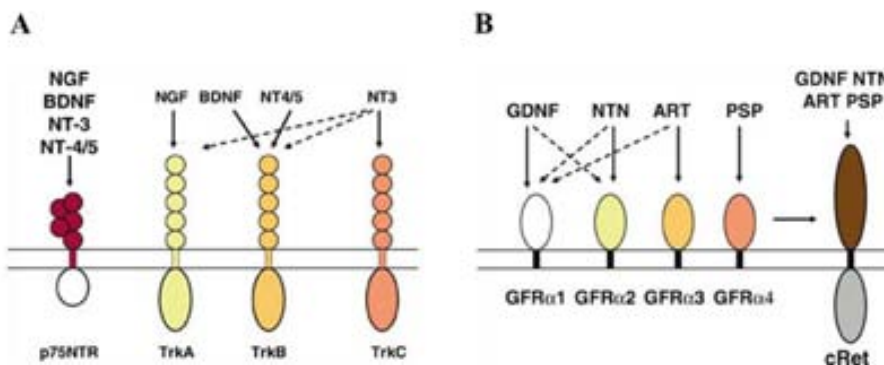 A
NGF
BDNF
NT-3
NT-4/5
NGF BDNF NT4/5 NT3
p75NTR TrkA TrkB TrkC
B
GDNF NTN ART PSP
GDNF NTN
ART PSP
GFRα1 GFRα2 GFRα3 GFRα4
cRet